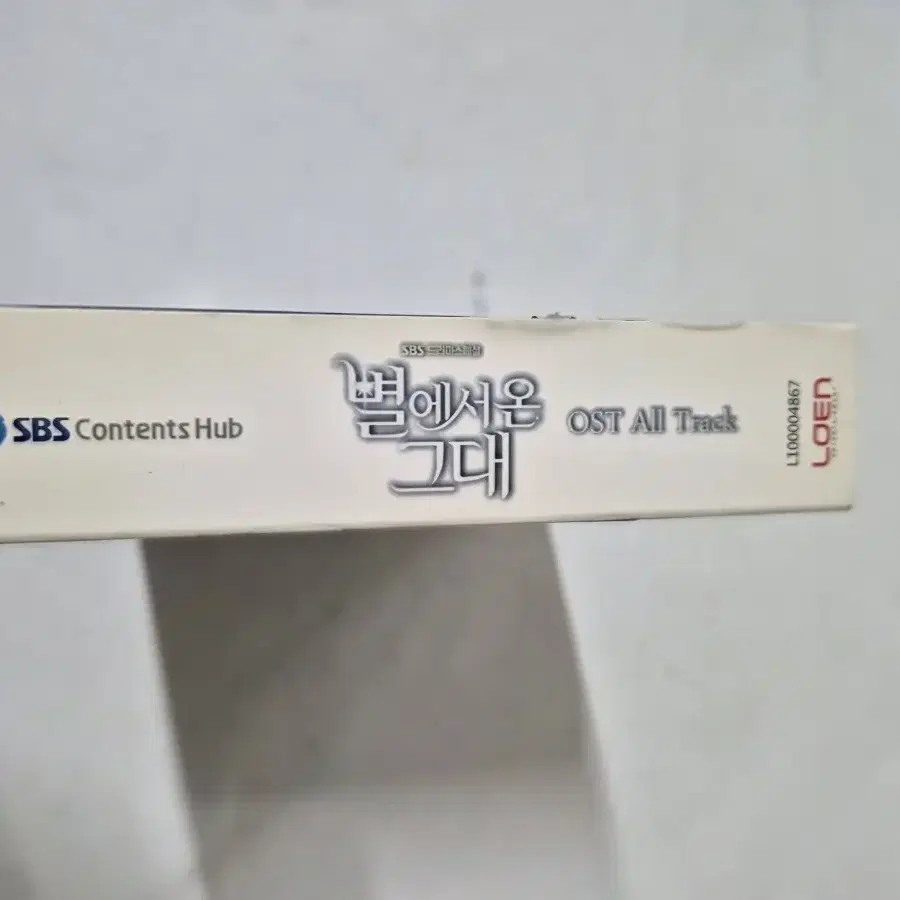 SBS Contents Hub
SBS 드라마스페셜
별에서 온
그대
OST All Track
L100004867
LOEN